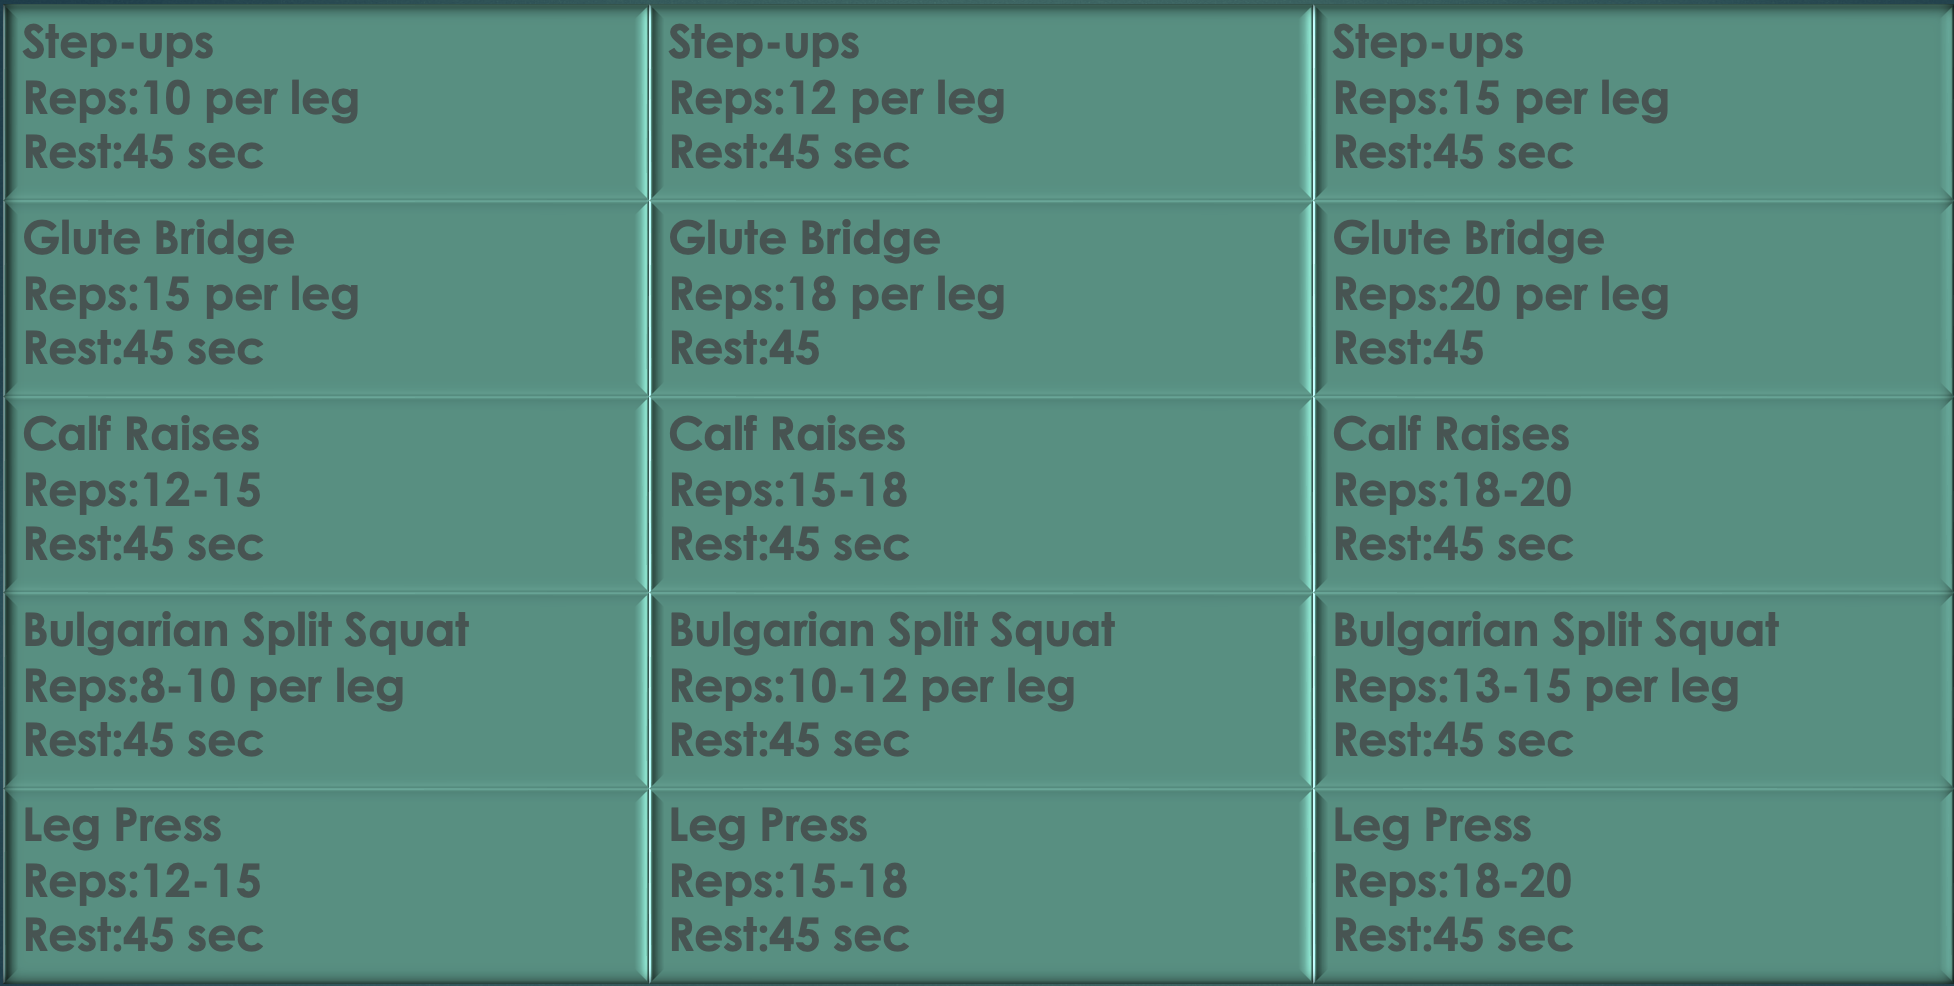 Step-ups
Reps:10 per leg
Rest:45 sec
Step-ups
Reps:12 per leg
Rest:45 sec
Step-ups
Reps:15 per leg
Rest:45 sec
Glute Bridge
Reps:15 per leg
Rest:45 sec
Glute Bridge
Reps:18 per leg
Rest:45
Glute Bridge
Reps:20 per leg
Rest:45
Calf Raises
Reps:12-15
Rest:45 sec
Calf Raises
Reps:15-18
Rest:45 sec
Calf Raises
Reps:18-20
Rest:45 sec
Bulgarian Split Squat
Reps:8-10 per leg
Rest:45 sec
Bulgarian Split Squat
Reps:10-12 per leg
Rest:45 sec
Bulgarian Split Squat
Reps:13-15 per leg
Rest:45 sec
Leg Press
Reps:12-15
Rest:45 sec
Leg Press
Reps:15-18
Rest:45 sec
Leg Press
Reps:18-20
Rest:45 sec